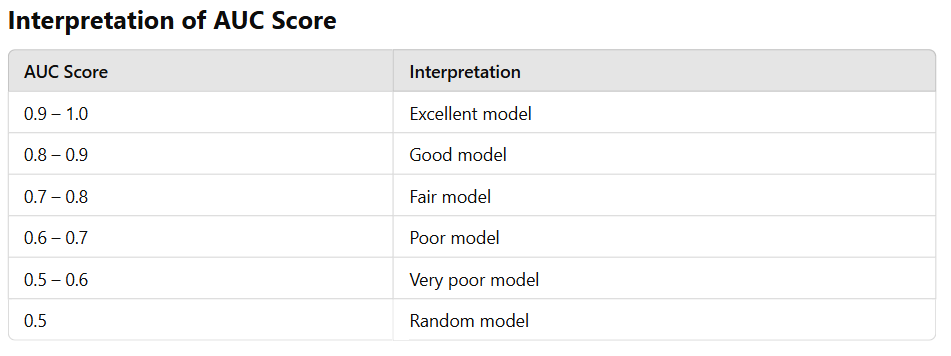 Interpretation of AUC Score
AUC Score Interpretation
0.9 – 1.0 Excellent model
0.8 – 0.9 Good model
0.7 – 0.8 Fair model
0.6 – 0.7 Poor model
0.5 – 0.6 Very poor model
0.5 Random model